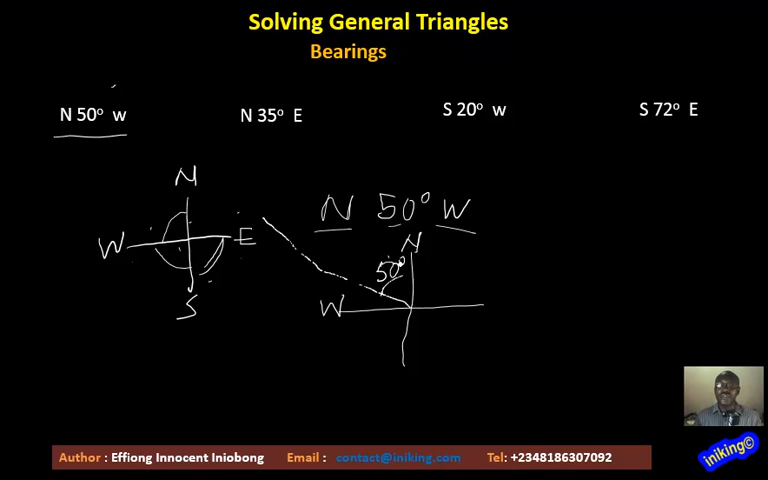 Solving General Triangles
Bearings
N 50° w N 35° E S 20° w S 72° E
N
W E
S
N 50° W
N
50°
W
Author : Effiong Innocent Iniobong Email : contact@iniking.com Tel: +2348186307092
iniking©